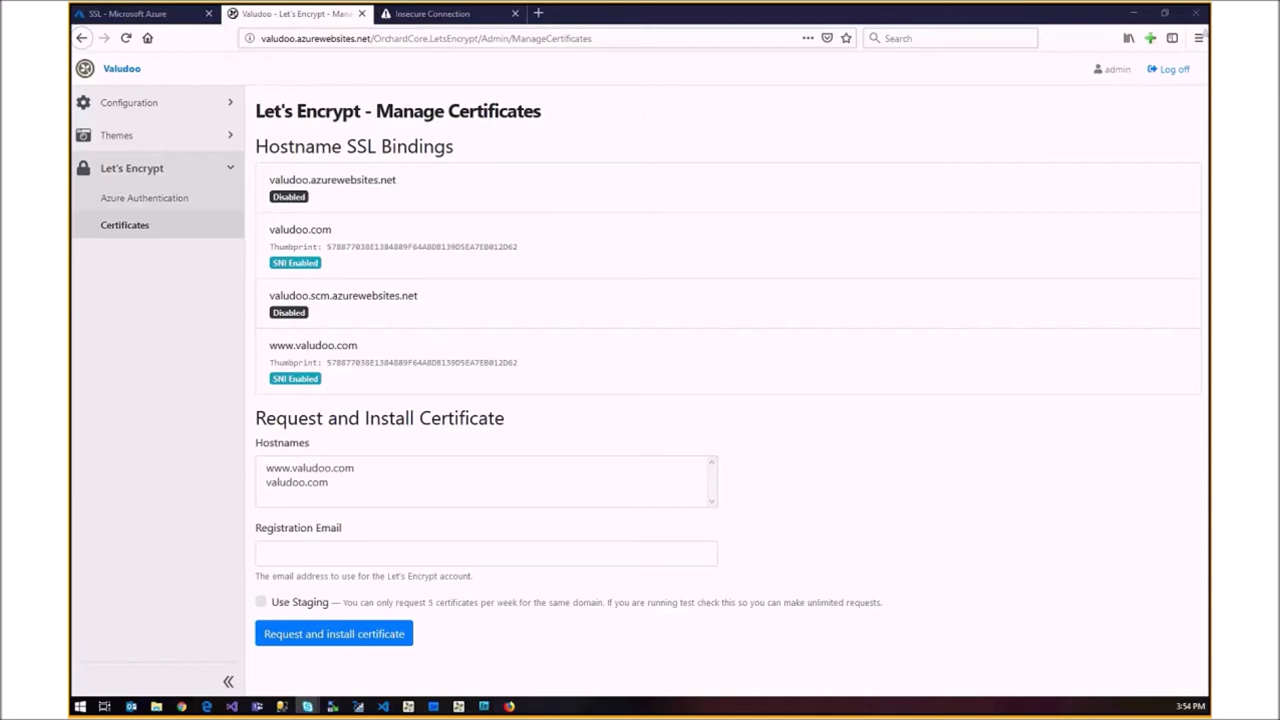 SSL - Microsoft Azure
Valudoo - Let's Encrypt - Mana
Insecure Connection
valudoo.azurewebsites.net/OrchardCore.LetsEncrypt/Admin/ManageCertificates
Search
Valudoo
admin
Log off
Configuration
Themes
Let's Encrypt
Azure Authentication
Certificates
Let's Encrypt - Manage Certificates
Hostname SSL Bindings
valudoo.azurewebsites.net
Disabled
valudoo.com
Thumbprint: 578877038E1384889F64A8DB139D5EA7EB012D62
SNI Enabled
valudoo.scm.azurewebsites.net
Disabled
www.valudoo.com
Thumbprint: 578877038E1384889F64A8DB139D5EA7EB012D62
SNI Enabled
Request and Install Certificate
Hostnames
www.valudoo.com
valudoo.com
Registration Email
The email address to use for the Let's Encrypt account.
Use Staging — You can only request 5 certificates per week for the same domain. If you are running test check this so you can make unlimited requests.
Request and install certificate
3:54 PM